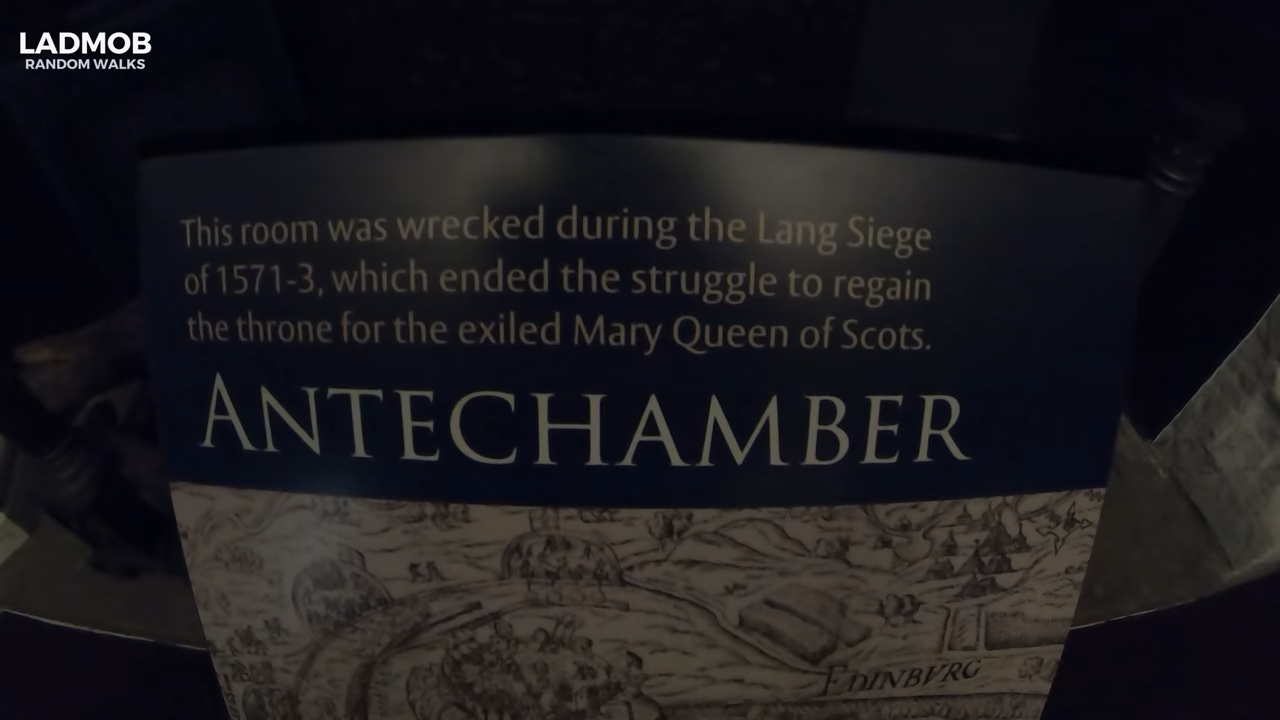 LADMOB
RANDOM WALKS
This room was wrecked during the Lang Siege
of 1571-3, which ended the struggle to regain
the throne for the exiled Mary Queen of Scots.
ANTECHAMBER
EDINBVRG